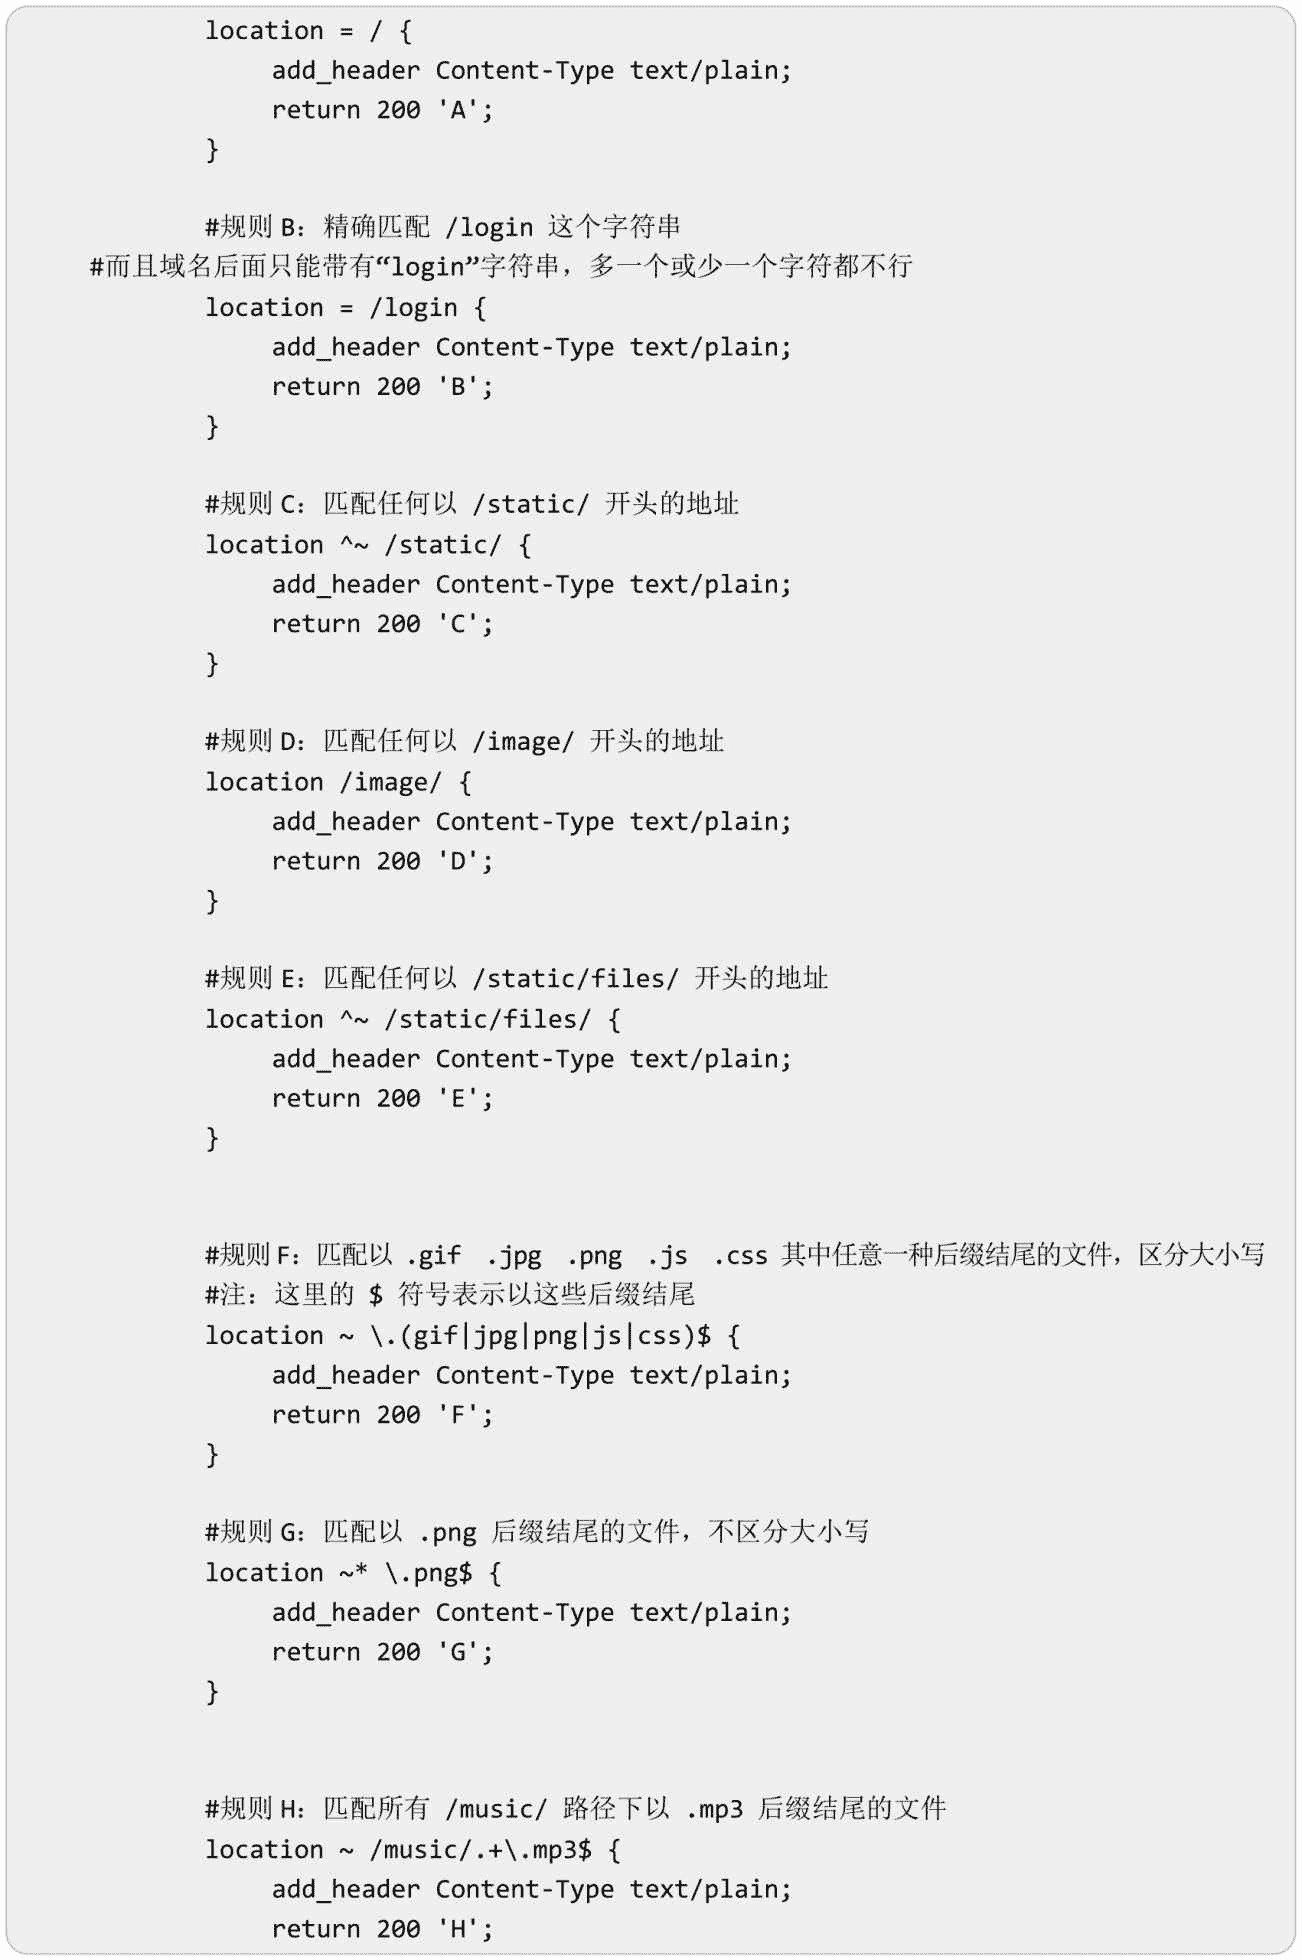 location = / {
add_header Content-Type text/plain;
return 200 'A';
}
#规则 B：精确匹配 /login 这个字符串
#而且域名后面只能带有“login”字符串，多一个或少一个字符都不行
location = /login {
add_header Content-Type text/plain;
return 200 'B';
}
#规则 C：匹配任何以 /static/ 开头的地址
location ^~ /static/ {
add_header Content-Type text/plain;
return 200 'C';
}
#规则 D：匹配任何以 /image/ 开头的地址
location /image/ {
add_header Content-Type text/plain;
return 200 'D';
}
#规则 E：匹配任何以 /static/files/ 开头的地址
location ^~ /static/files/ {
add_header Content-Type text/plain;
return 200 'E';
}
#规则 F：匹配以 .gif .jpg .png .js .css 其中任意一种后缀结尾的文件，区分大小写
#注：这里的 $ 符号表示以这些后缀结尾
location ~ \.(gif|jpg|png|js|css)$ {
add_header Content-Type text/plain;
return 200 'F';
}
#规则 G：匹配以 .png 后缀结尾的文件，不区分大小写
location ~* \.png$ {
add_header Content-Type text/plain;
return 200 'G';
}
#规则 H：匹配所有 /music/ 路径下以 .mp3 后缀结尾的文件
location ~ /music/.+\.mp3$ {
add_header Content-Type text/plain;
return 200 'H';